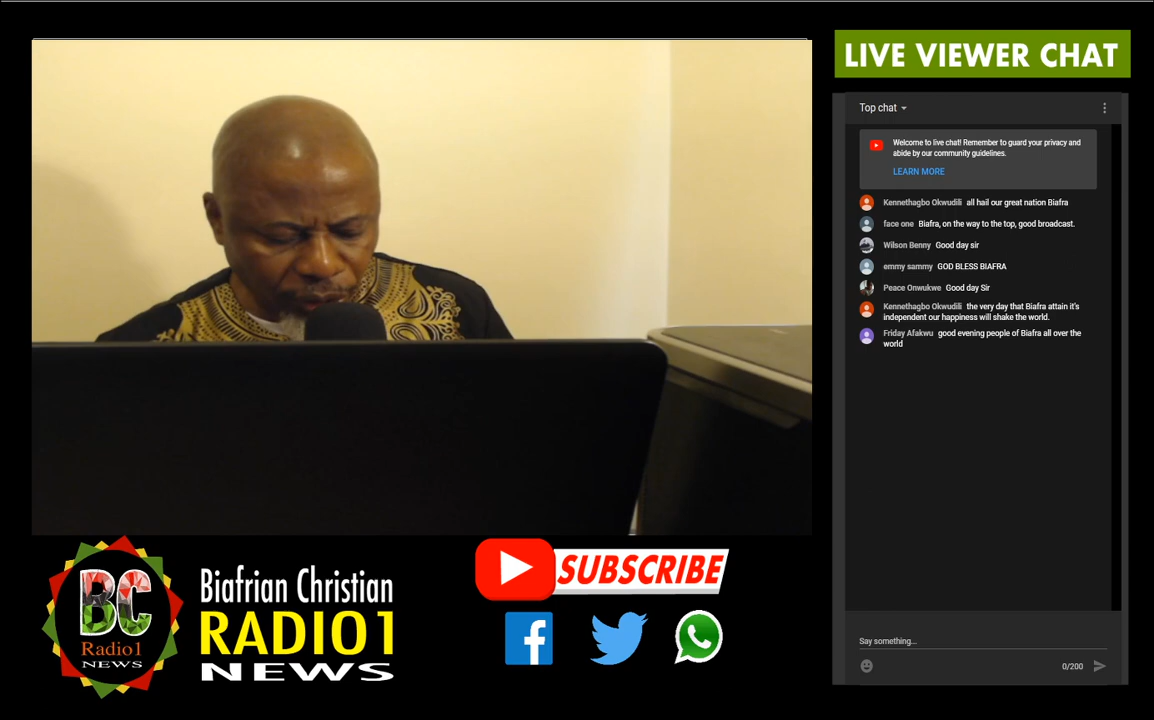 LIVE VIEWER CHAT
Top chat
Welcome to live chat! Remember to guard your privacy and
abide by our community guidelines.
LEARN MORE
Kennethagbo Okwudili all hail our great nation Biafra
face one Biafra, on the way to the top, good broadcast.
Wilson Benny Good day sir
emmy sammy GOD BLESS BIAFRA
Peace Onwukwe Good day Sir
Kennethagbo Okwudili the very day that Biafra attain it's
independent our happiness will shake the world.
Friday Afakwu good evening people of Biafra all over the
world
Say something...
0/200
BC
Radio1
NEWS
Biafrian Christian
RADIO1
NEWS
SUBSCRIBE